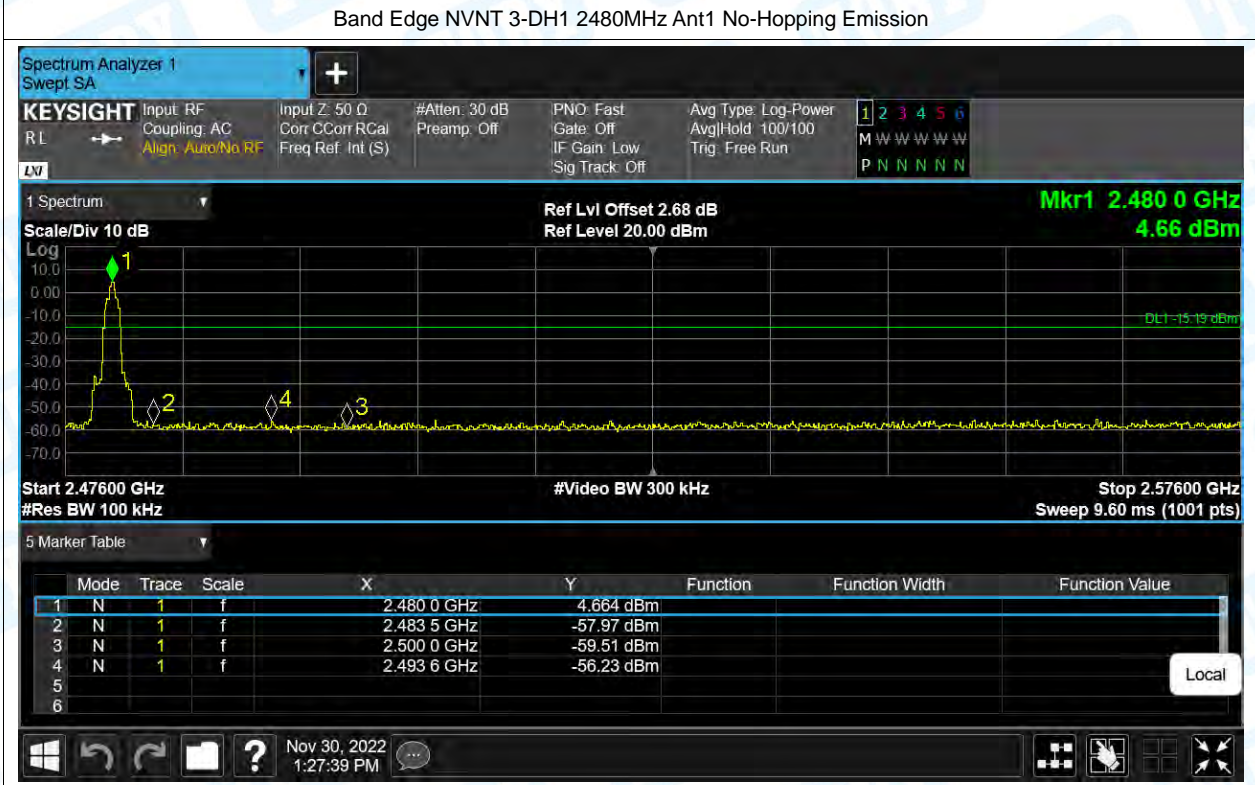 Band Edge NVNT 3-DH1 2480MHz Ant1 No-Hopping Emission
Spectrum Analyzer 1
Swept SA
+
KEYSIGHT Input: RF Input Z: 50 Ω #Atten: 30 dB PNO: Fast Avg Type: Log-Power 1 2 3 4 5 6
RL Coupling: AC Corr CCorr RCal Preamp: Off Gate: Off Avg|Hold: 100/100 M W W W W W
Align: Auto/No RF Freq Ref: Int (S) IF Gain: Low Trig: Free Run
LXI Sig Track: Off P N N N N N
1 Spectrum
Ref Lvl Offset 2.68 dB Mkr1 2.480 0 GHz
Scale/Div 10 dB Ref Level 20.00 dBm 4.66 dBm
Log
10.0
0.00
-10.0
-20.0
-30.0
-40.0
-50.0
-60.0
-70.0
1
DL1 -15.19 dBm
2 4 3
Start 2.47600 GHz #Video BW 300 kHz Stop 2.57600 GHz
#Res BW 100 kHz Sweep 9.60 ms (1001 pts)
5 Marker Table
Mode Trace Scale X Y Function Function Width Function Value
1 N 1 f 2.480 0 GHz 4.664 dBm
2 N 1 f 2.483 5 GHz -57.97 dBm
3 N 1 f 2.500 0 GHz -59.51 dBm
4 N 1 f 2.493 6 GHz -56.23 dBm
5
6
Local
? Nov 30, 2022
1:27:39 PM